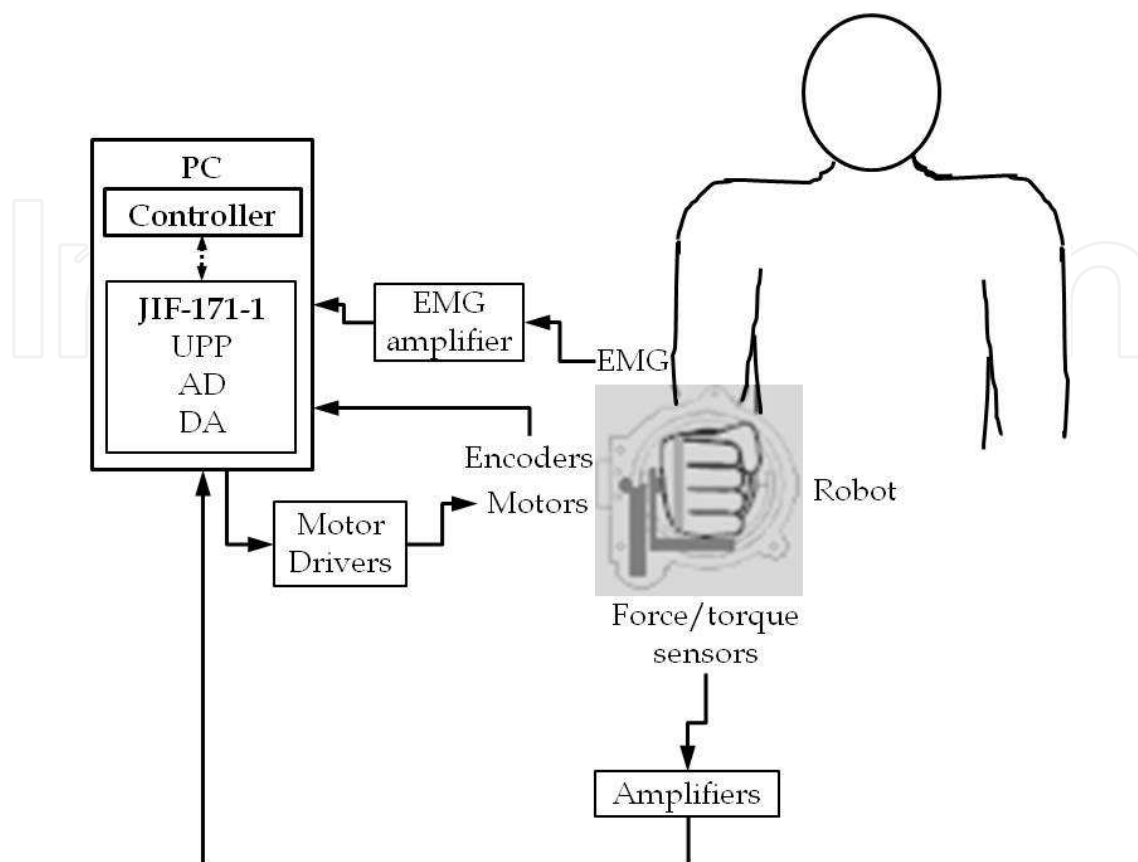 PC
Controller
JIF-171-1
UPP
AD
DA
EMG
amplifier
EMG
Encoders
Motors
Motor
Drivers
Robot
Force/torque
sensors
Amplifiers